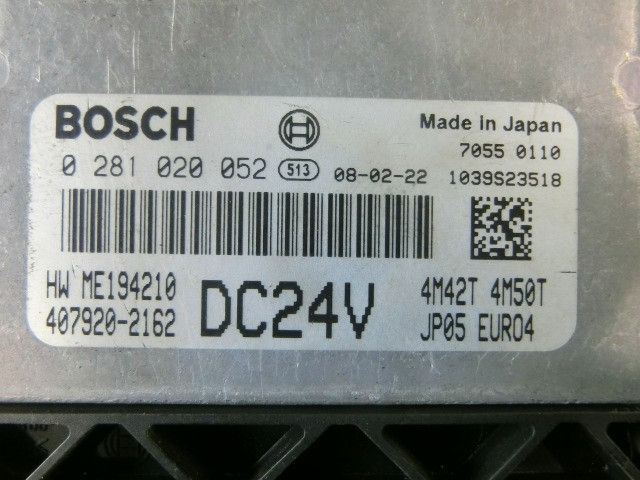 BOSCH
Made in Japan
7055 0110
0 281 020 052 513 08-02-22 1039S23518
HW ME194210
DC24V
4M42T 4M50T
407920-2162
JP05 EURO4